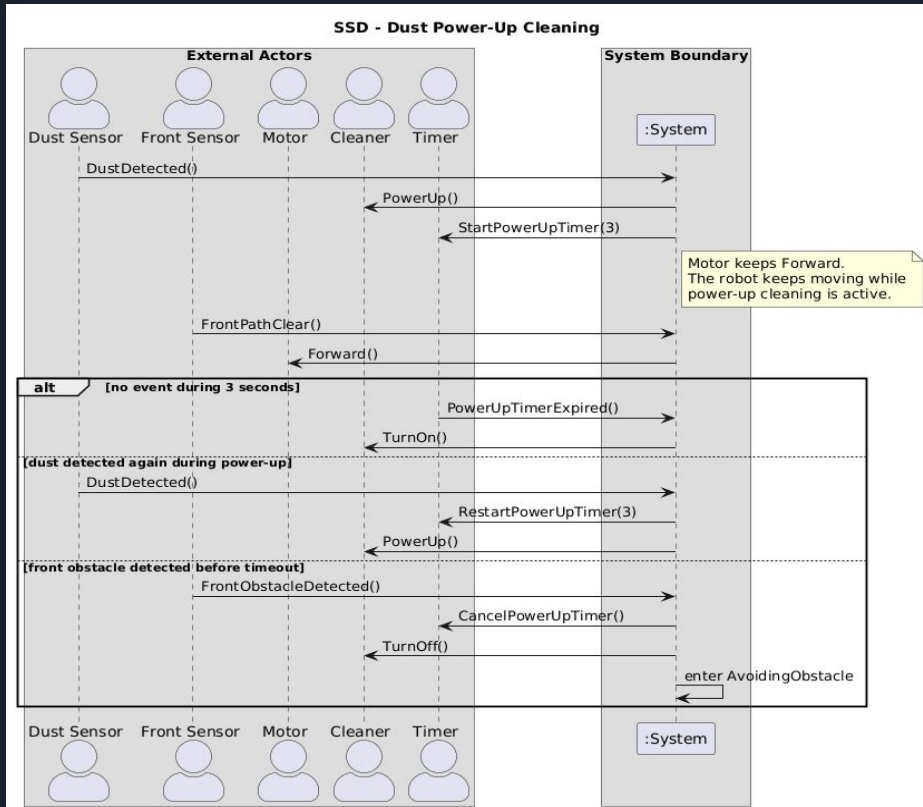 SSD - Dust Power-Up Cleaning
External Actors
System Boundary
Dust Sensor
Front Sensor
Motor
Cleaner
Timer
:System
DustDetected()
PowerUp()
StartPowerUpTimer(3)
Motor keeps Forward.
The robot keeps moving while
power-up cleaning is active.
FrontPathClear()
Forward()
alt
[no event during 3 seconds]
PowerUpTimerExpired()
TurnOn()
[dust detected again during power-up]
DustDetected()
RestartPowerUpTimer(3)
PowerUp()
[front obstacle detected before timeout]
FrontObstacleDetected()
CancelPowerUpTimer()
TurnOff()
enter AvoidingObstacle
Dust Sensor
Front Sensor
Motor
Cleaner
Timer
:System